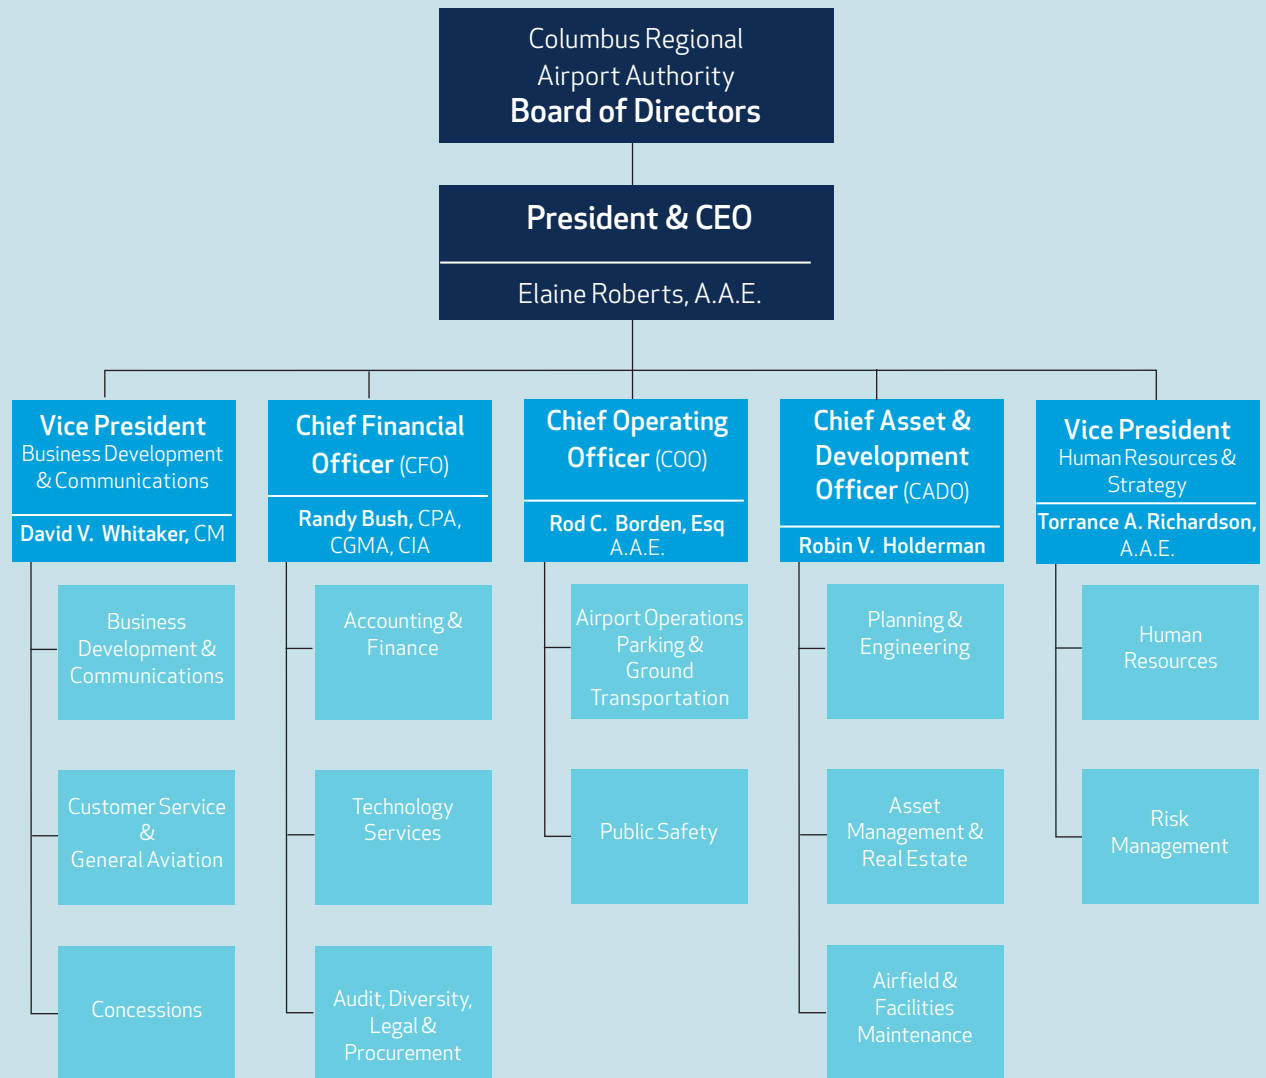 Columbus Regional
Airport Authority
Board of Directors
President & CEO
Elaine Roberts, A.A.E.
Vice President
Business Development
& Communications
David V. Whitaker, CM
Business
Development &
Communications
Customer Service
&
General Aviation
Concessions
Chief Financial
Officer (CFO)
Randy Bush, CPA,
CGMA, CIA
Accounting &
Finance
Technology
Services
Audit, Diversity,
Legal &
Procurement
Chief Operating
Officer (COO)
Rod C. Borden, Esq
A.A.E.
Airport Operations
Parking &
Ground
Transportation
Public Safety
Chief Asset &
Development
Officer (CADO)
Robin V. Holderman
Planning &
Engineering
Asset
Management &
Real Estate
Airfield &
Facilities
Maintenance
Vice President
Human Resources &
Strategy
Torrance A. Richardson,
A.A.E.
Human
Resources
Risk
Management